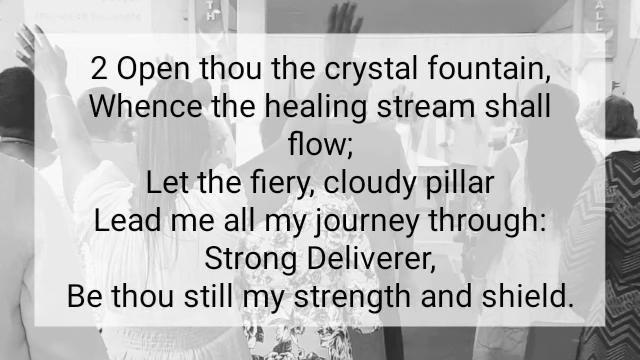 2 Open thou the crystal fountain,
Whence the healing stream shall
flow;
Let the fiery, cloudy pillar
Lead me all my journey through:
Strong Deliverer,
Be thou still my strength and shield.